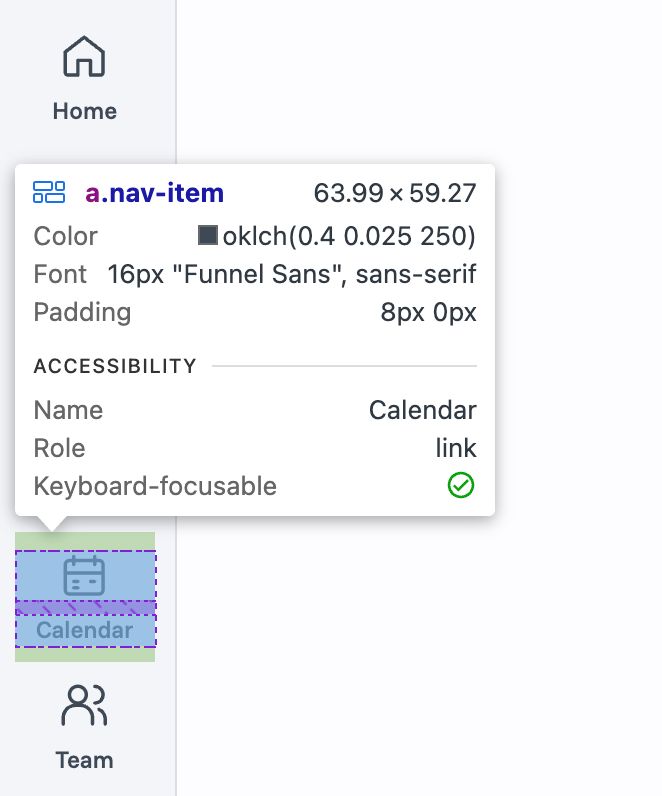 Home
a.nav-item 63.99×59.27
Color oklch(0.4 0.025 250)
Font 16px "Funnel Sans", sans-serif
Padding 8px 0px
ACCESSIBILITY
Name Calendar
Role link
Keyboard-focusable
Calendar
Team